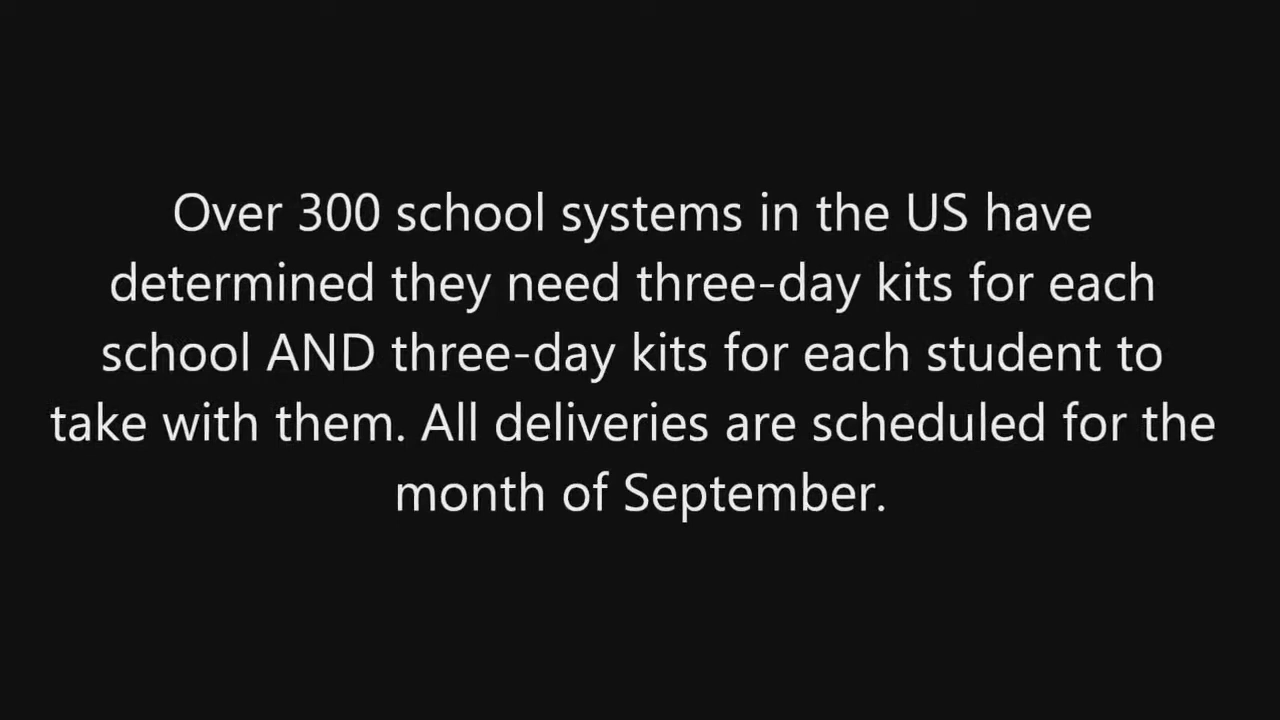 Over 300 school systems in the US have
determined they need three-day kits for each
school AND three-day kits for each student to
take with them. All deliveries are scheduled for the
month of September.